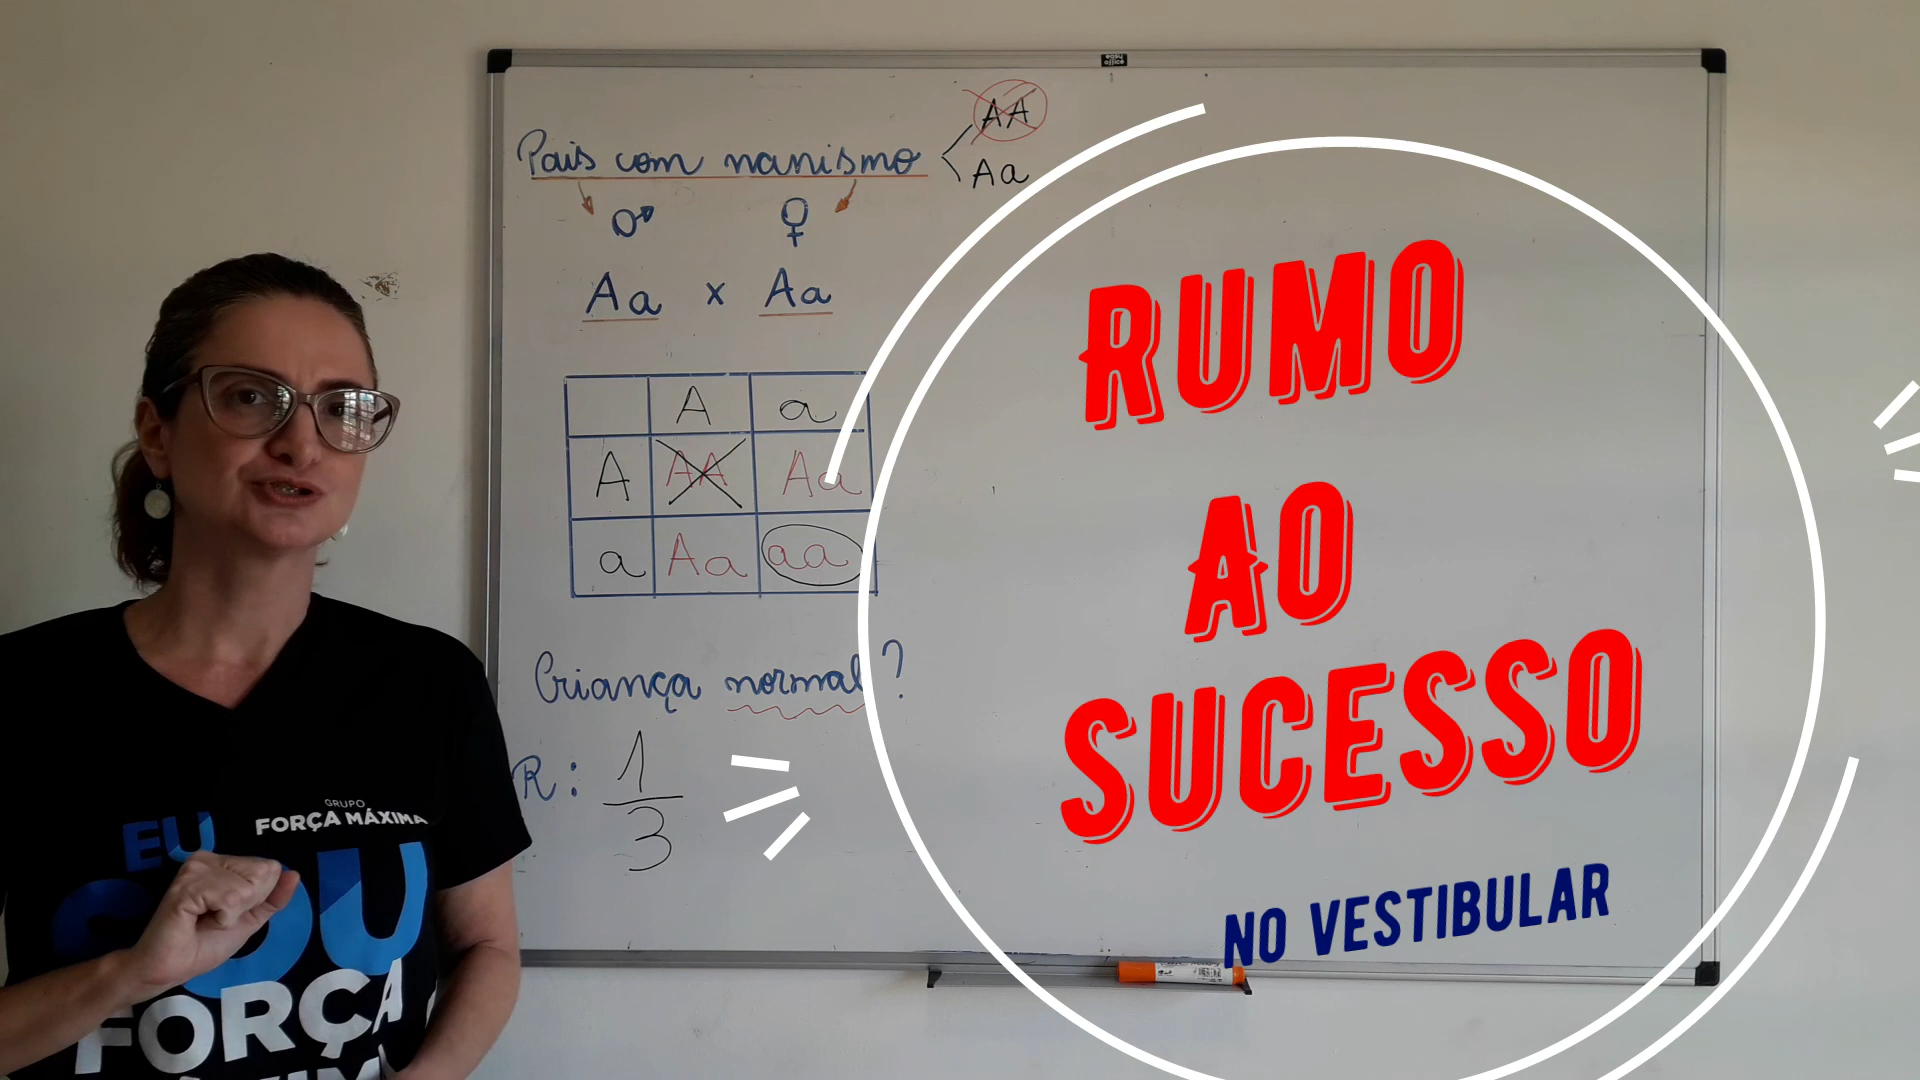 AA
Pais com nanismo
Aa
♂ ♀
Aa x Aa
A a
A AA Aa
a Aa aa
Criança normal?
R: 1
3
RUMO
AO
SUCESSO
NO VESTIBULAR
GRUPO
FORÇA MÁXIMA
EU
SOU
FORÇA